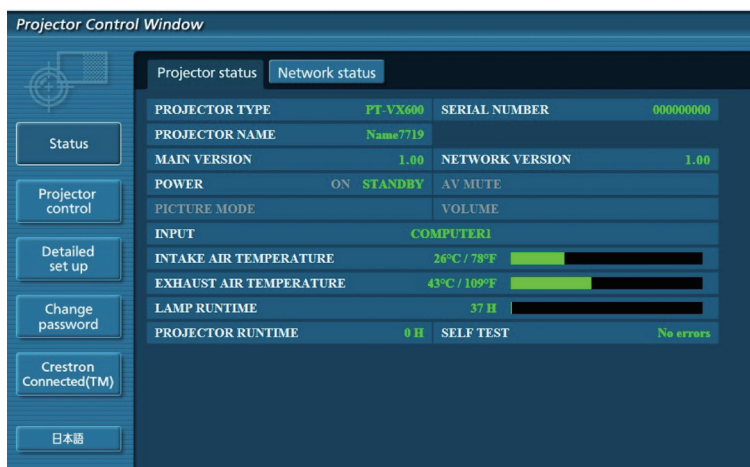 Projector Control Window
Projector status Network status
Status
Projector control
Detailed set up
Change password
Crestron Connected(TM)
日本語
PROJECTOR TYPE PT-VX600 SERIAL NUMBER 000000000
PROJECTOR NAME Name7719
MAIN VERSION 1.00 NETWORK VERSION 1.00
POWER ON STANDBY AV MUTE
PICTURE MODE VOLUME
INPUT COMPUTER1
INTAKE AIR TEMPERATURE 26°C / 78°F
EXHAUST AIR TEMPERATURE 43°C / 109°F
LAMP RUNTIME 37 H
PROJECTOR RUNTIME 0 H SELF TEST No errors